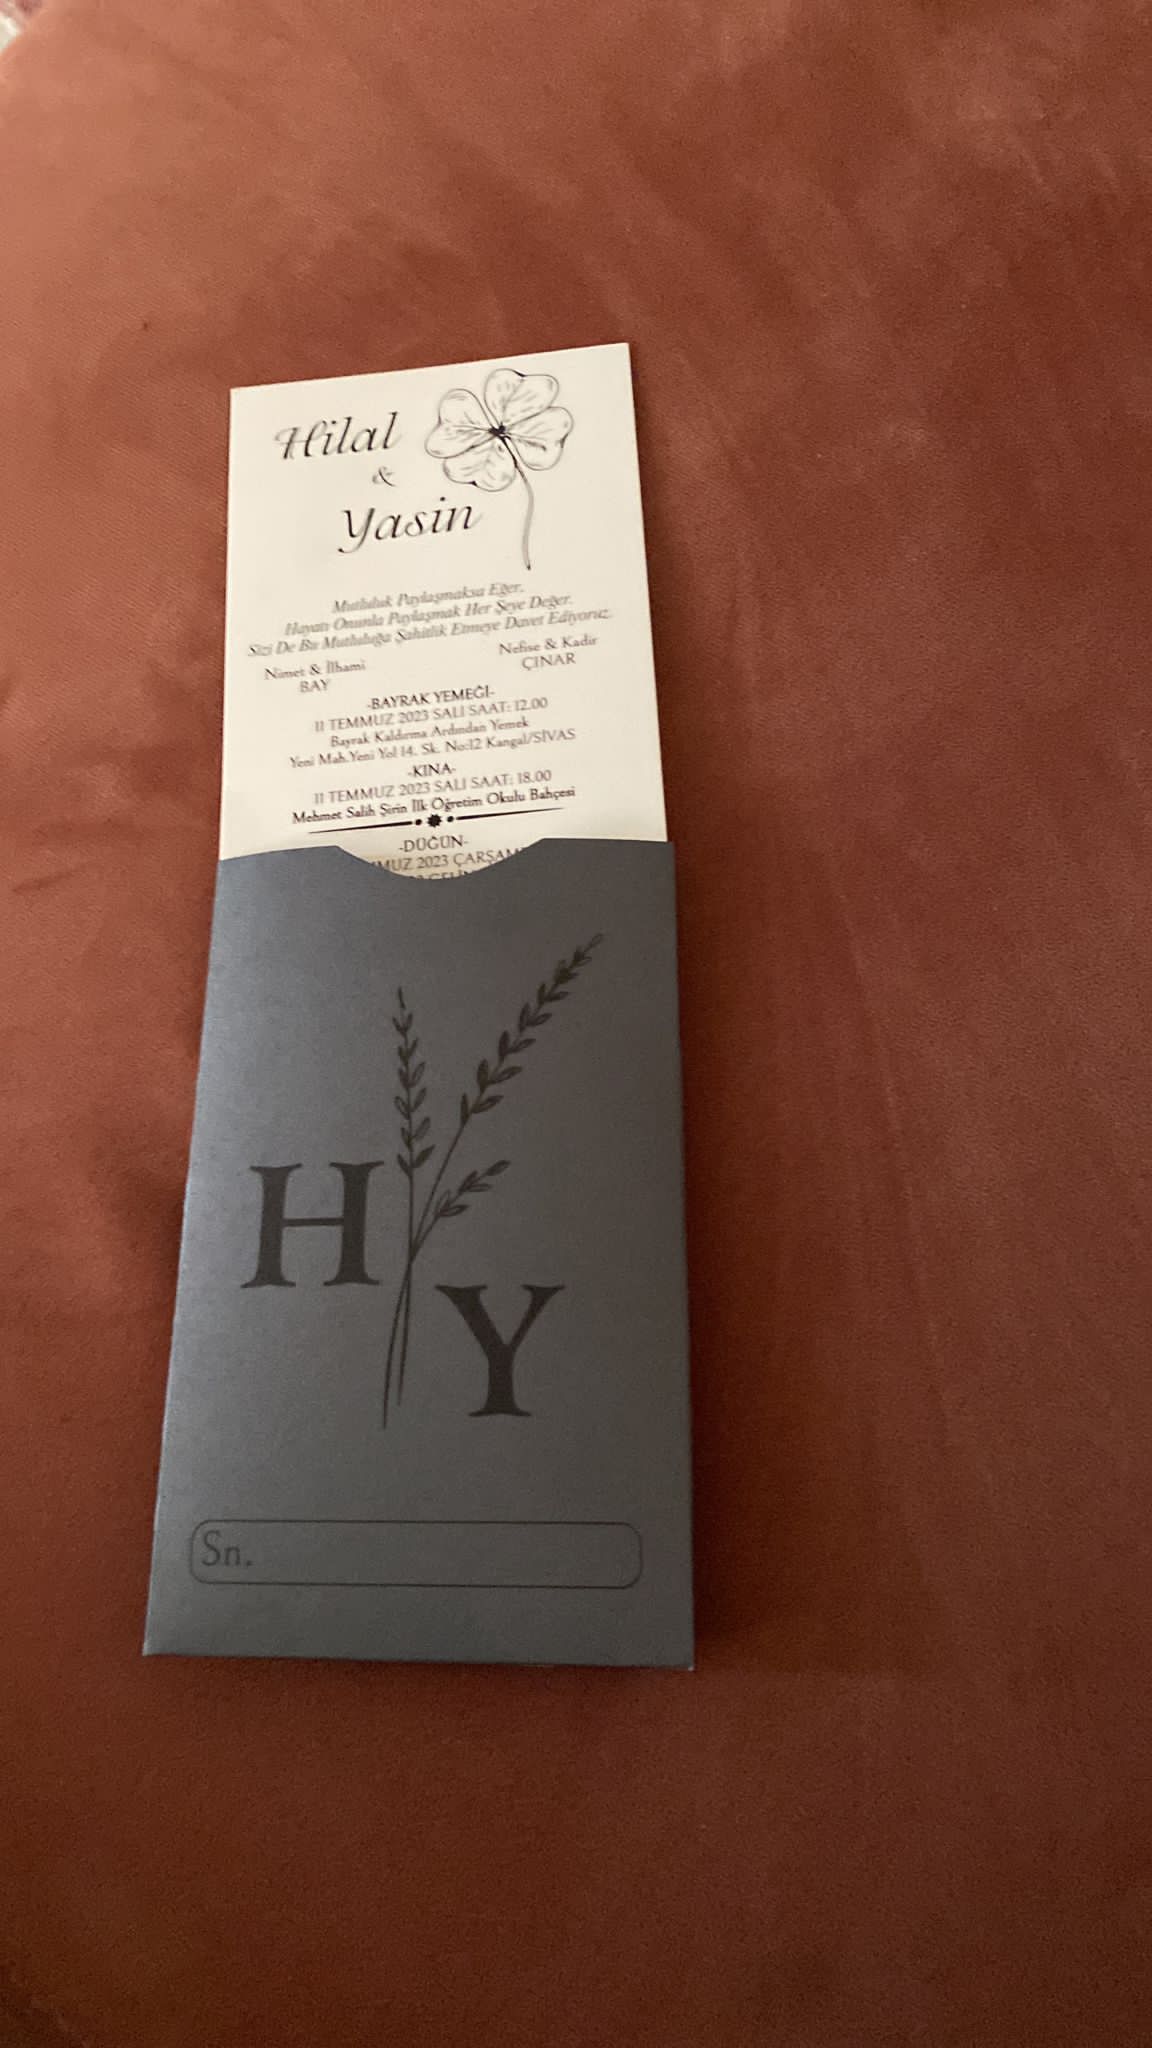 Hilal
&
Yasin
Mutluluk Paylaşmaksa Eğer,
Hayatı Onunla Paylaşmak Her Şeye Değer.
Sizi De Bu Mutluluğa Şahitlik Etmeye Davet Ediyoruz.
Nimet & İlhami
BAY
Nefise & Kadir
ÇINAR
-BAYRAK YEMEĞİ-
11 TEMMUZ 2023 SALI SAAT: 12.00
Bayrak Kaldırma Ardından Yemek
Yeni Mah.Yeni Yol 14. Sk. No:12 Kangal/SİVAS
-KINA-
11 TEMMUZ 2023 SALI SAAT: 18.00
Mehmet Salih Şirin İlk Öğretim Okulu Bahçesi
-DÜĞÜN-
2023
H
Y
Sn.